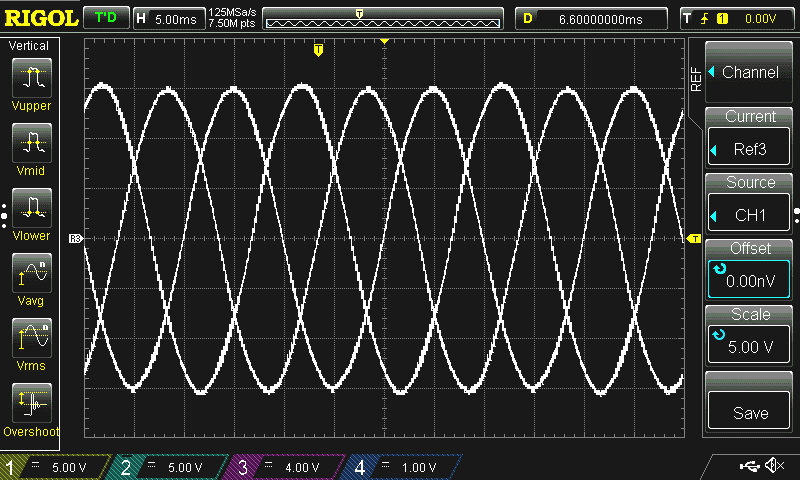 RIGOL T'D H 5.00ms 125MSa/s 7.50M pts T D 6.60000000ms T 1 0.00V
Vertical
Vupper
Vmid
Vlower
Vavg
n
Vrms
n
Overshoot
T
R3
T
REF
Channel
Current
Ref3
Source
CH1
Offset
0.00nV
Scale
5.00 V
Save
1 5.00 V 2 5.00 V 3 4.00 V 4 1.00 V